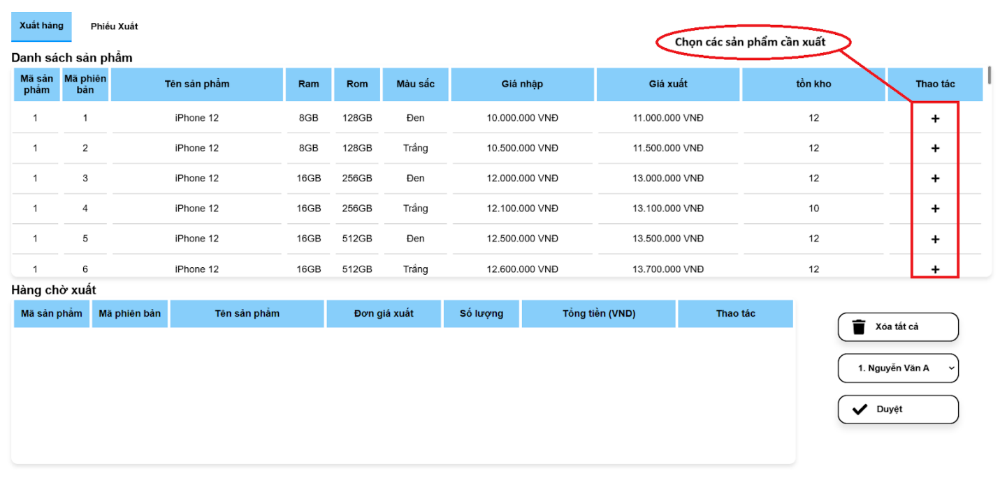 Xuất hàng Phiếu Xuất
Chọn các sản phẩm cần xuất
Danh sách sản phẩm
Mã sản phẩm Mã phiên bản Tên sản phẩm Ram Rom Màu sắc Giá nhập Giá xuất tồn kho Thao tác
1 1 iPhone 12 8GB 128GB Đen 10.000.000 VNĐ 11.000.000 VNĐ 12 +
1 2 iPhone 12 8GB 128GB Trắng 10.500.000 VNĐ 11.500.000 VNĐ 12 +
1 3 iPhone 12 16GB 256GB Đen 12.000.000 VNĐ 13.000.000 VNĐ 12 +
1 4 iPhone 12 16GB 256GB Trắng 12.100.000 VNĐ 13.100.000 VNĐ 10 +
1 5 iPhone 12 16GB 512GB Đen 12.500.000 VNĐ 13.500.000 VNĐ 12 +
1 6 iPhone 12 16GB 512GB Trắng 12.600.000 VNĐ 13.700.000 VNĐ 12 +
Hàng chờ xuất
Mã sản phẩm Mã phiên bản Tên sản phẩm Đơn giá xuất Số lượng Tổng tiền (VND) Thao tác
Xóa tất cả
1. Nguyễn Văn A
Duyệt